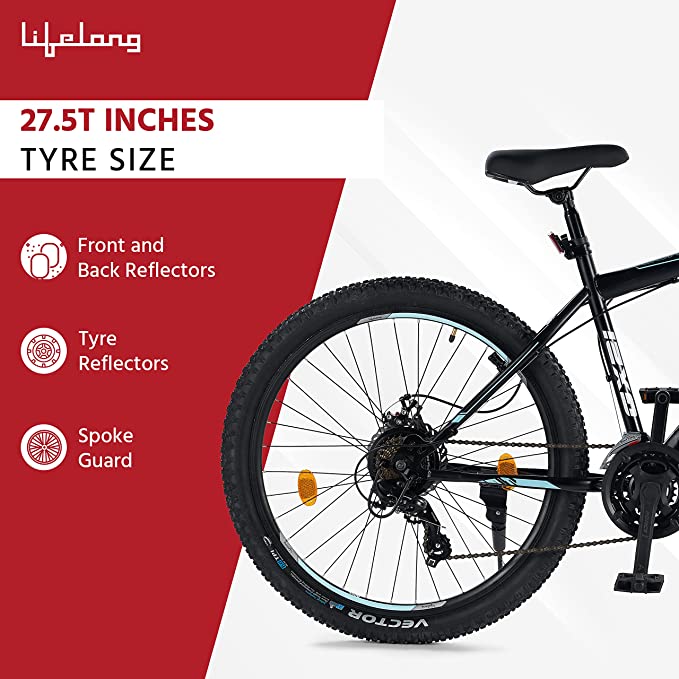 Lifelong
27.5T INCHES
TYRE SIZE
Front and
Back Reflectors
Tyre
Reflectors
Spoke
Guard
VECTOR